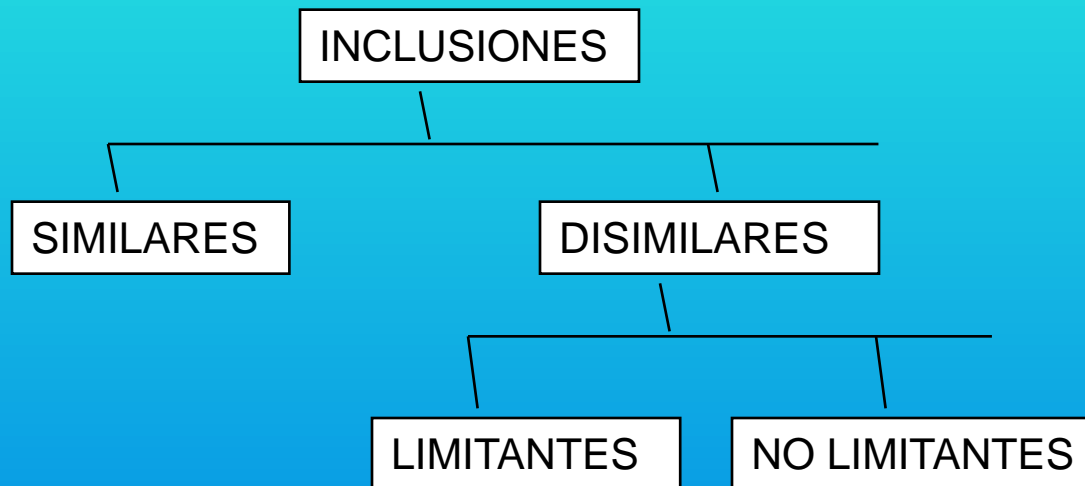 INCLUSIONES
SIMILARES
DISIMILARES
LIMITANTES
NO LIMITANTES